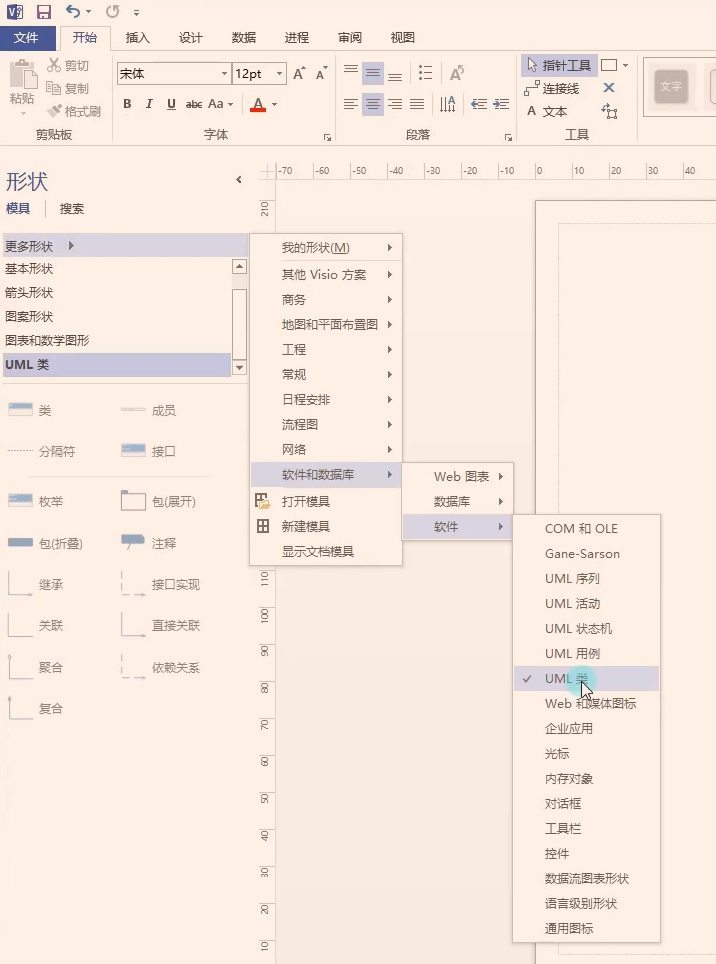 文件 开始 插入 设计 数据 进程 审阅 视图
粘贴
剪切
复制
格式刷
剪贴板
宋体 12pt A A
B I U abc Aa A
字体
段落
指针工具
连接线
A 文本
工具
文字
形状
模具 搜索
更多形状
基本形状
箭头形状
图案形状
图表和数学图形
UML 类
类 成员
分隔符 接口
枚举 包(展开)
包(折叠) 注释
继承 接口实现
关联 直接关联
聚合 依赖关系
复合
-70 -60 -50 -40 -30 -20 -10 0 10 20 30 40
210
110
100
90
80
70
60
50
40
30
20
10
我的形状(M)
其他 Visio 方案
商务
地图和平面布置图
工程
常规
日程安排
流程图
网络
软件和数据库
打开模具
新建模具
显示文档模具
Web 图表
数据库
软件
COM 和 OLE
Gane-Sarson
UML 序列
UML 活动
UML 状态机
UML 用例
UML 类
Web 和媒体图标
企业应用
光标
内存对象
对话框
工具栏
控件
数据流图表形状
语言级别形状
通用图标